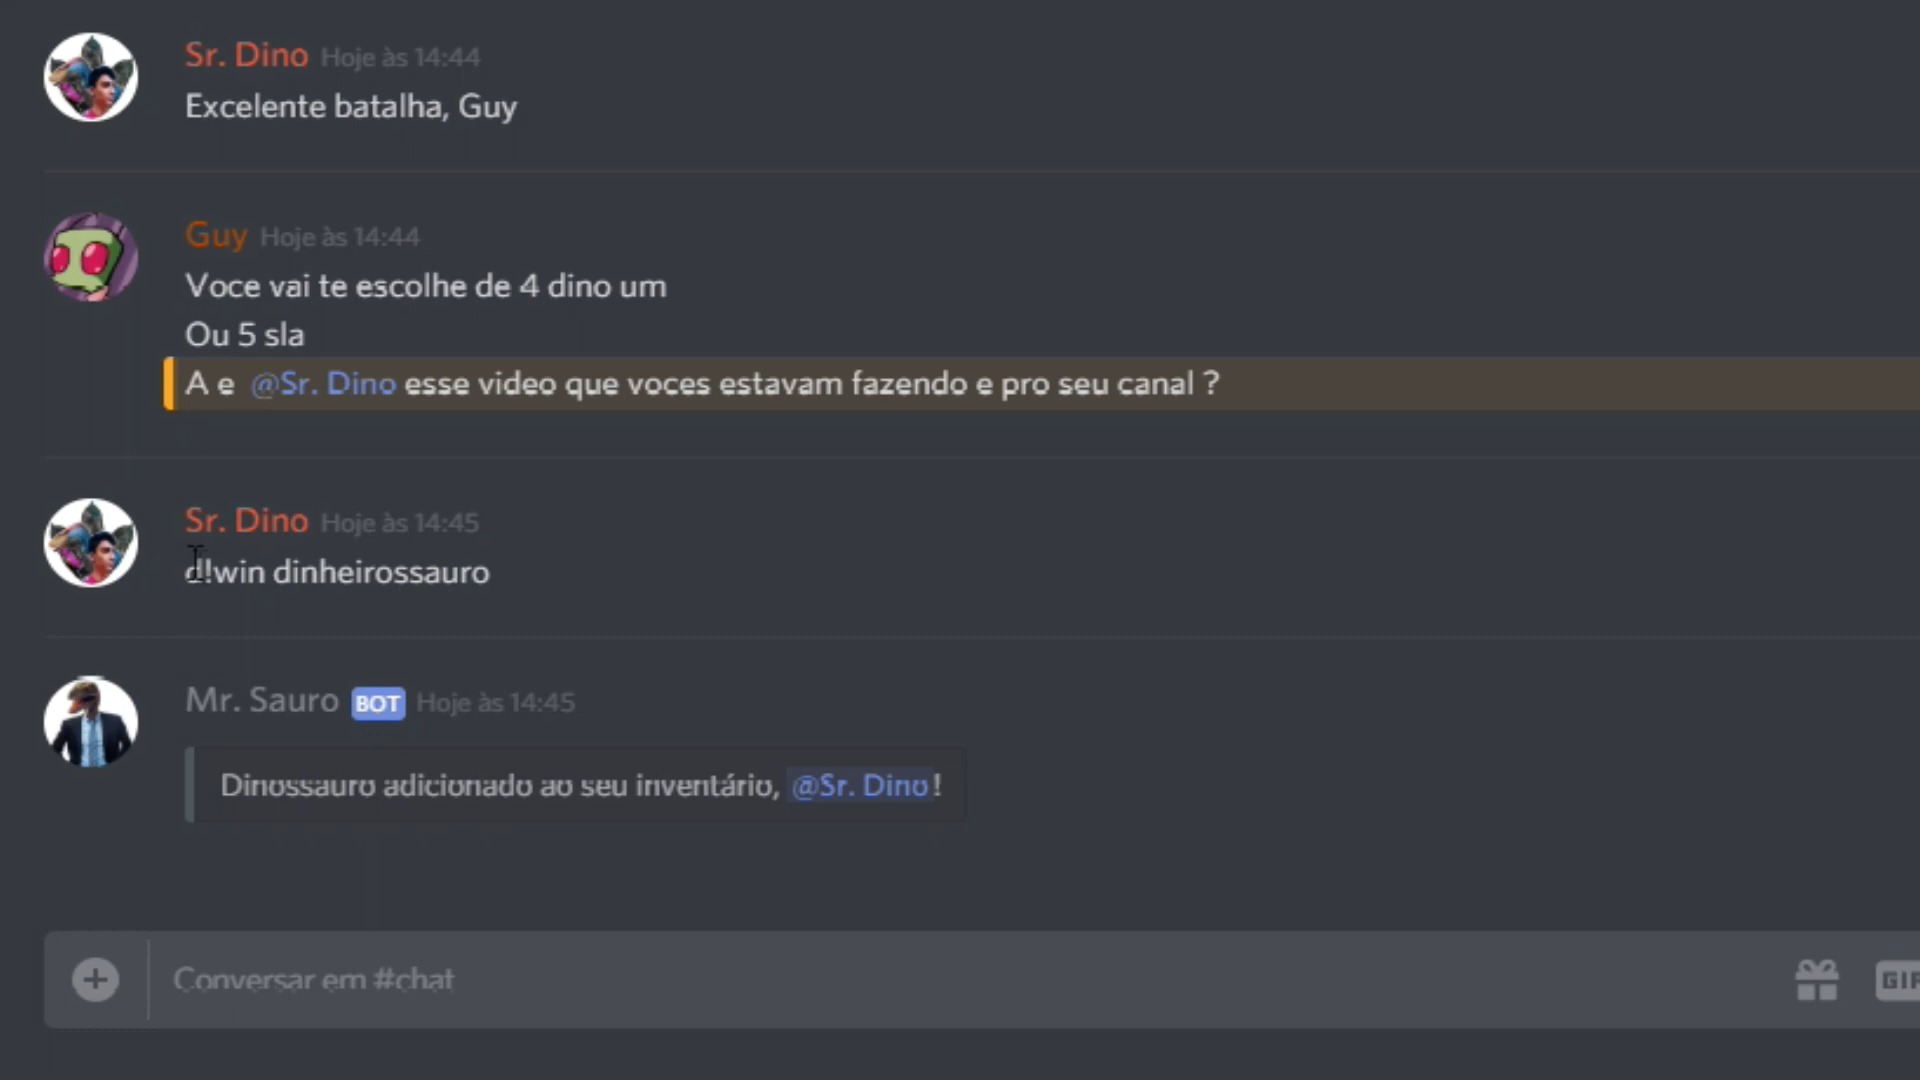 Sr. Dino Hoje às 14:44
Excelente batalha, Guy
Guy Hoje às 14:44
Voce vai te escolhe de 4 dino um
Ou 5 sla
A e @Sr. Dino esse video que voces estavam fazendo e pro seu canal ?
Sr. Dino Hoje às 14:45
d!win dinheirossauro
Mr. Sauro BOT Hoje às 14:45
Dinossauro adicionado ao seu inventário, @Sr. Dino!
Conversar em #chat
GIF